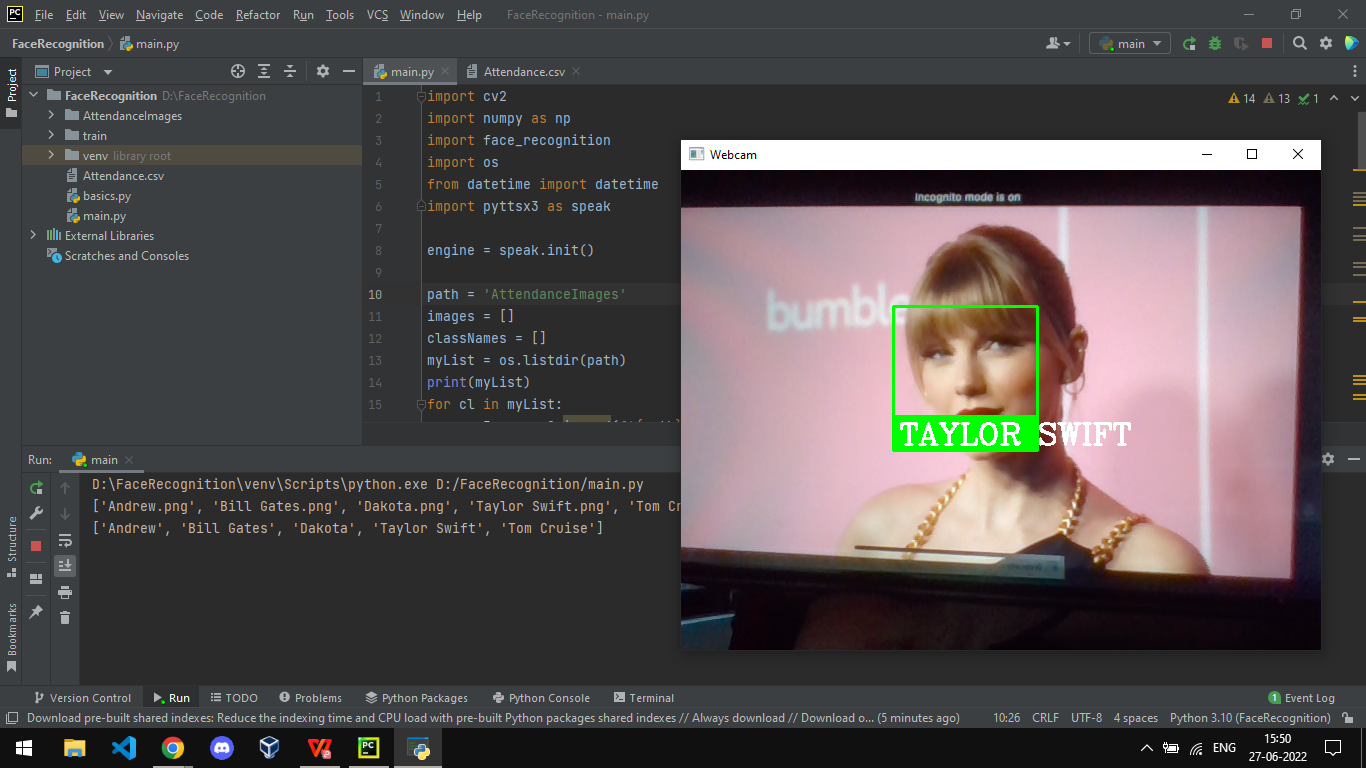 File Edit View Navigate Code Refactor Run Tools VCS Window Help FaceRecognition - main.py
FaceRecognition main.py main
Project main.py Attendance.csv
Project
FaceRecognition D:\FaceRecognition
AttendanceImages
train
venv library root
Attendance.csv
basics.py
main.py
External Libraries
Scratches and Consoles
14 13 1
1 import cv2
2 import numpy as np
3 import face_recognition
4 import os
5 from datetime import datetime
6 import pyttsx3 as speak
7
8 engine = speak.init()
9
10 path = 'AttendanceImages'
11 images = []
12 classNames = []
13 myList = os.listdir(path)
14 print(myList)
15 for cl in myList:
Webcam
Incognito mode is on
bumble
TAYLOR SWIFT
Run: main
D:\FaceRecognition\venv\Scripts\python.exe D:/FaceRecognition/main.py
['Andrew.png', 'Bill Gates.png', 'Dakota.png', 'Taylor Swift.png', 'Tom Cr
['Andrew', 'Bill Gates', 'Dakota', 'Taylor Swift', 'Tom Cruise']
Structure
Bookmarks
Version Control Run TODO Problems Python Packages Python Console Terminal 1 Event Log
Download pre-built shared indexes: Reduce the indexing time and CPU load with pre-built Python packages shared indexes // Always download // Download o... (5 minutes ago) 10:26 CRLF UTF-8 4 spaces Python 3.10 (FaceRecognition)
ENG 15:50
27-06-2022